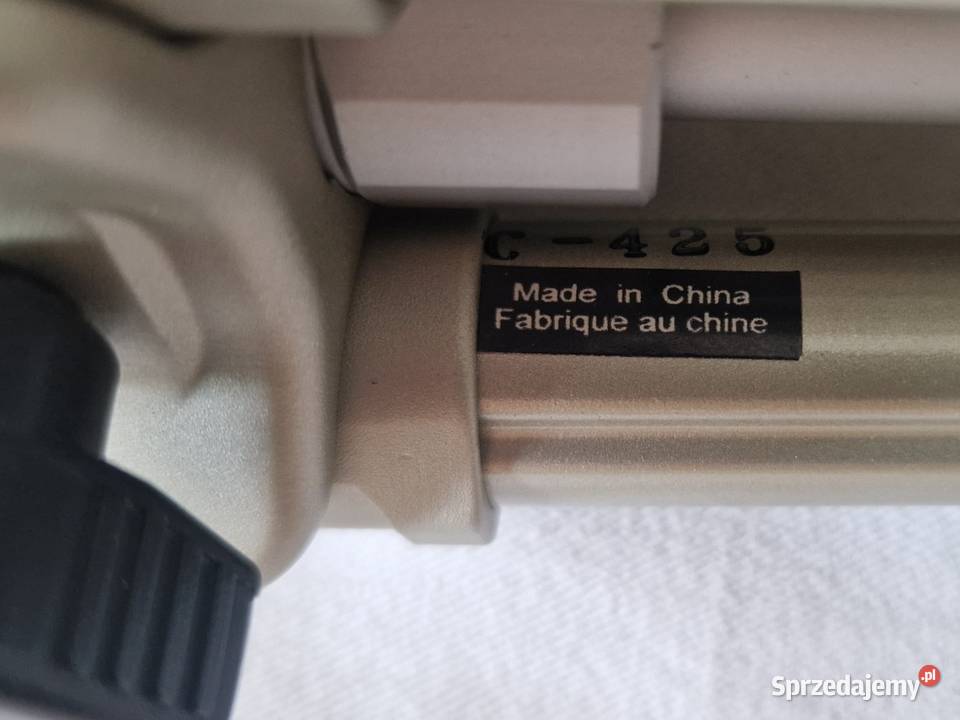 C-425
Made in China
Fabrique au chine
Sprzedajemy.pl